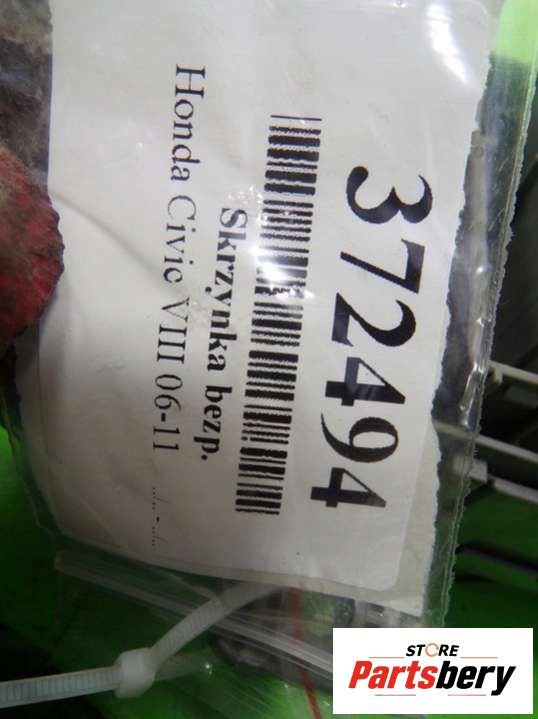 372494
Skrzynka bezp.
Honda Civic VIII 06-11 ../.. - ../..
STORE
Partsbery